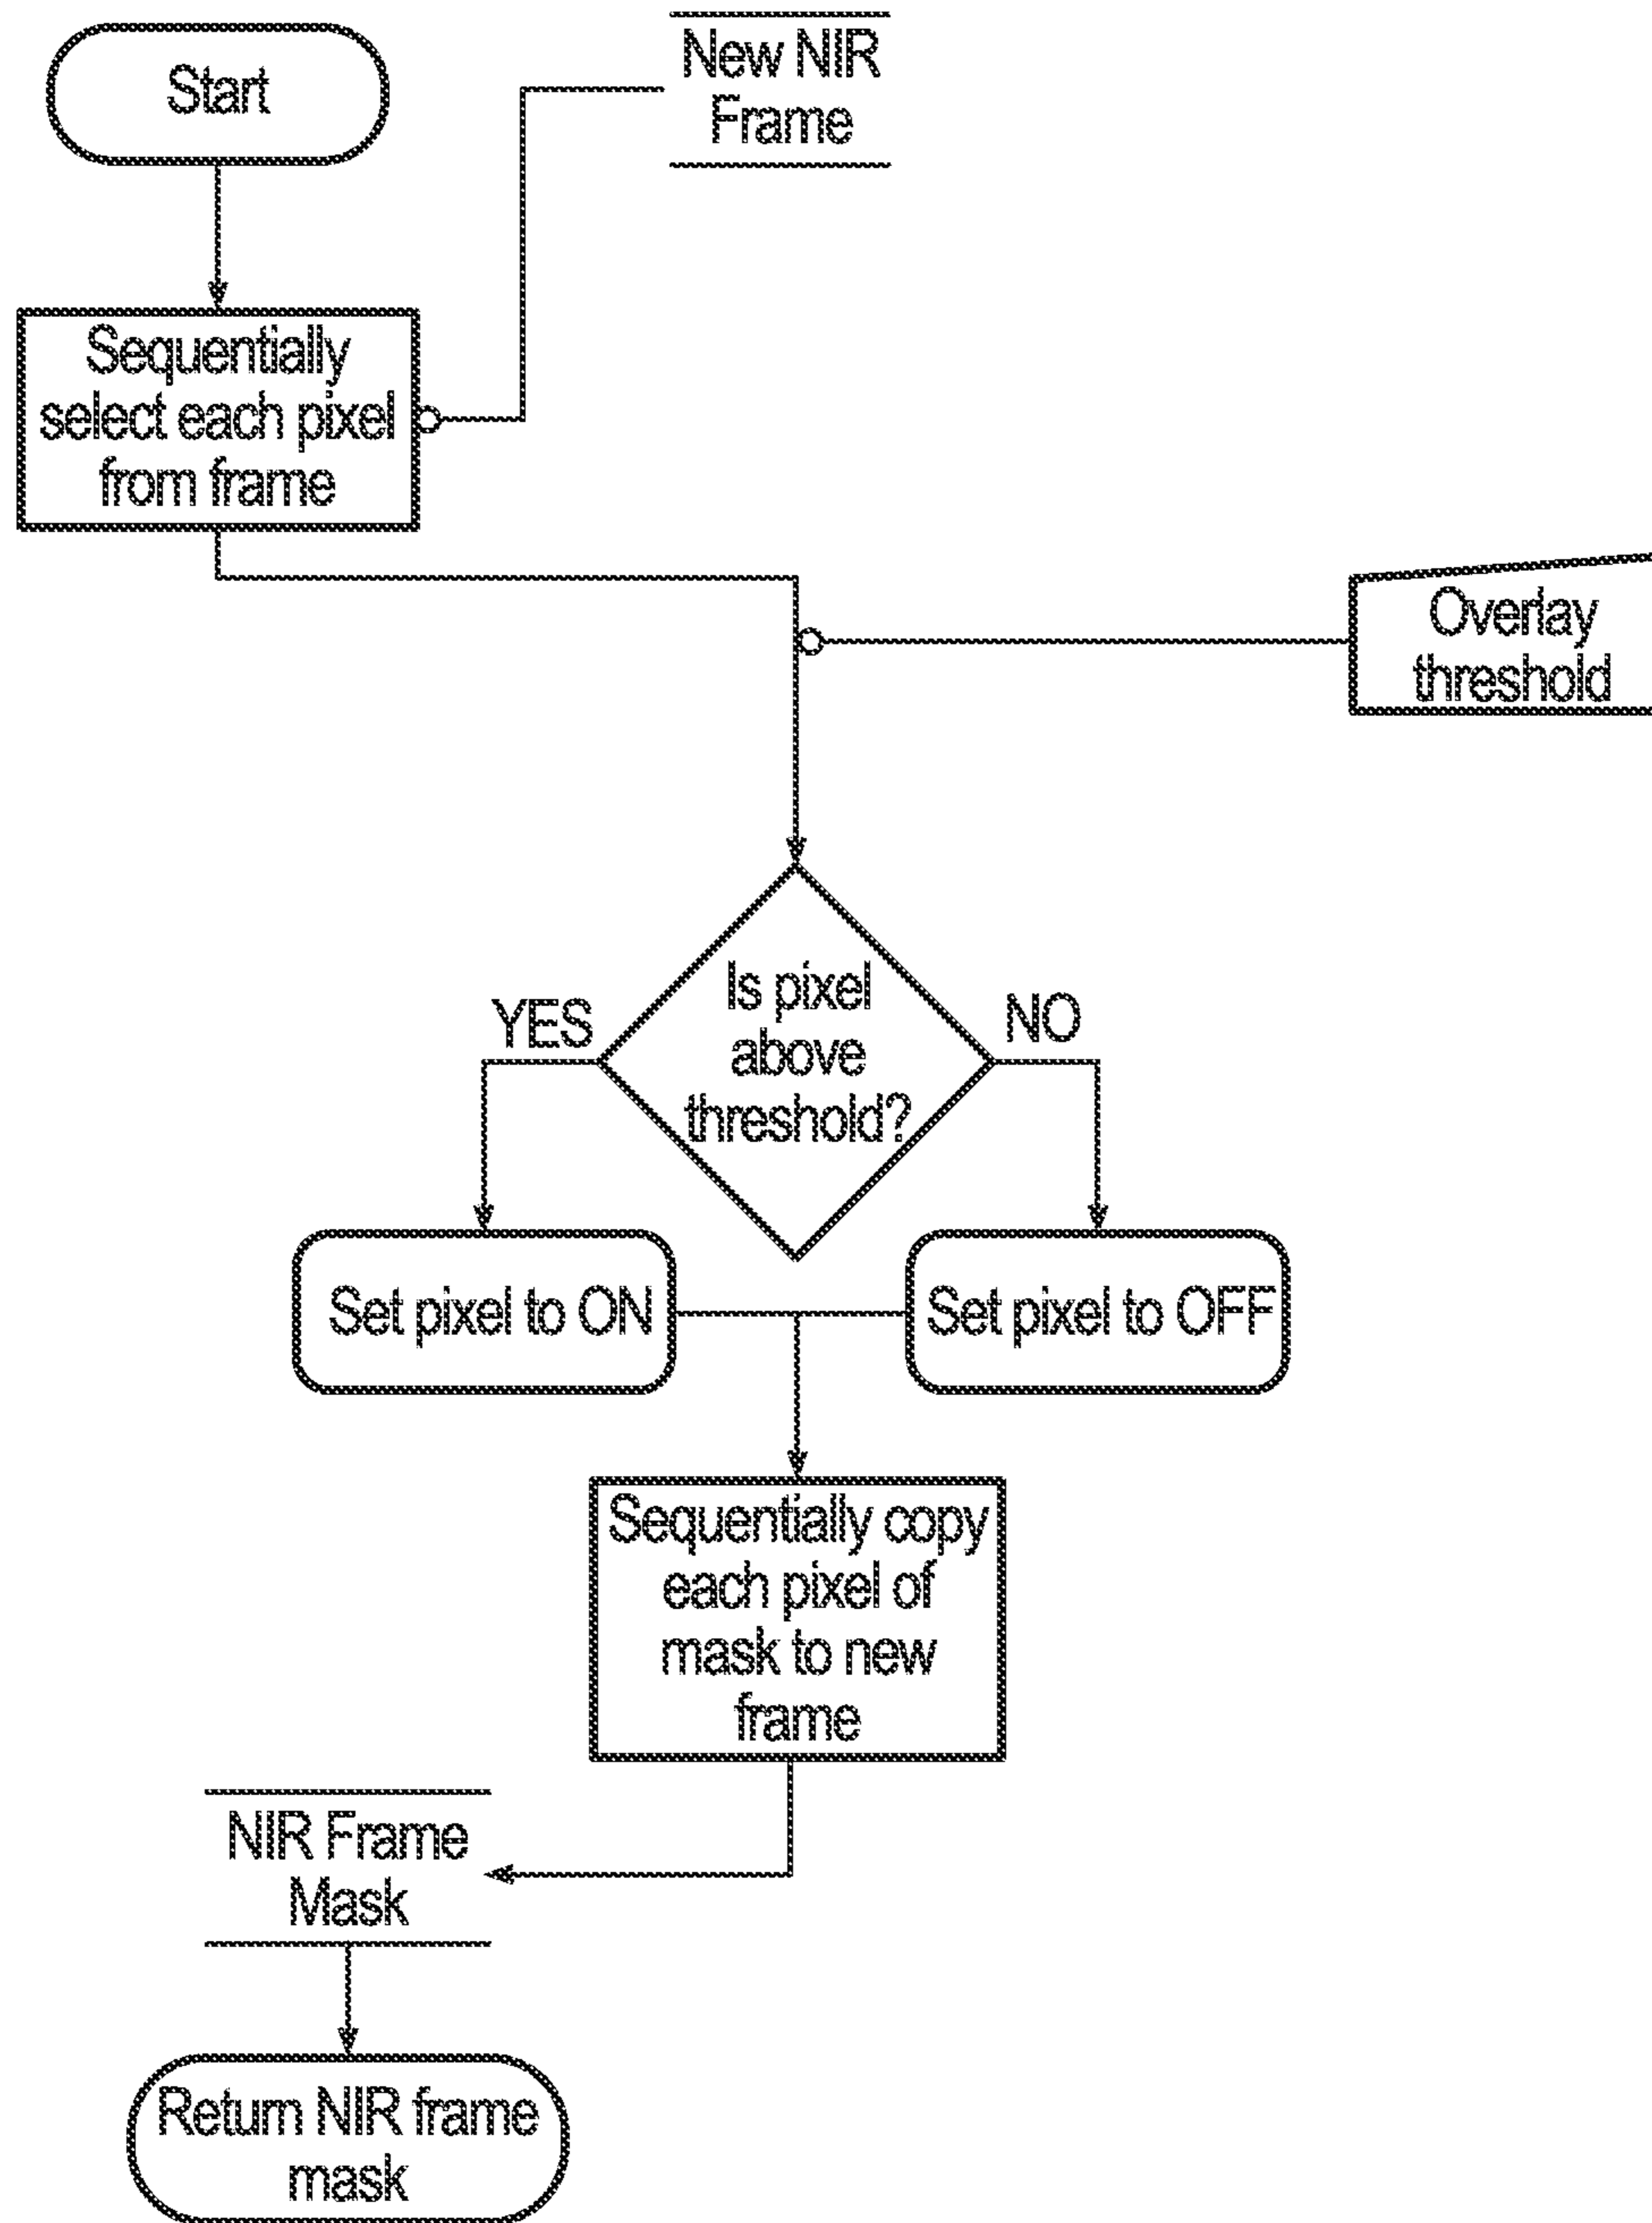 Start
New NIR
Frame
Sequentially
select each pixel
from frame
Overlay
threshold
Is pixel
above
threshold?
YES
NO
Set pixel to ON
Set pixel to OFF
Sequentially copy
each pixel of
mask to new
frame
NIR Frame
Mask
Return NIR frame
mask